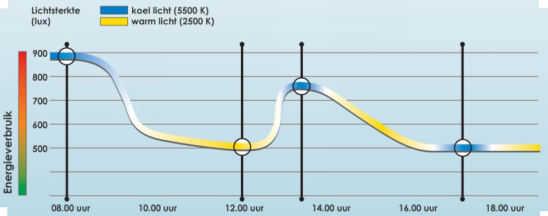 Lichtsterkte
(lux)
koel licht (5500 K)
warm licht (2500 K)
Energieverbruik
900
800
700
600
500
08.00 uur 10.00 uur 12.00 uur 14.00 uur 16.00 uur 18.00 uur